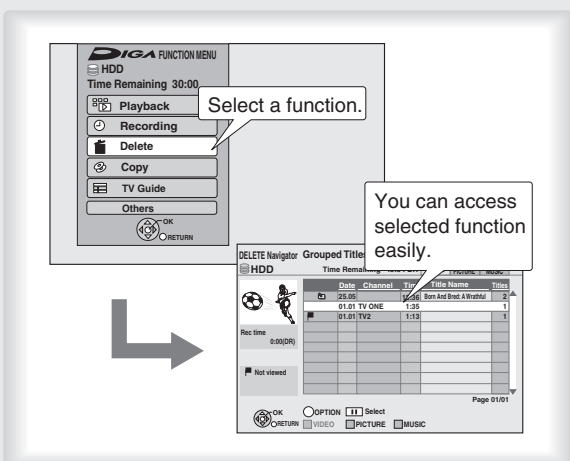 DIGA FUNCTION MENU
HDD
Time Remaining 30:00
Playback
Recording
Delete
Copy
TV Guide
Others
OK
RETURN
Select a function.
You can access
selected function
easily.
DELETE Navigator Grouped Titles
HDD Time Remaining PICTURE MUSIC
Date Channel Time Title Name Titles
25.05 12:36 Born And Bred: A Wrathful 2
01.01 TV ONE 1:35 1
01.01 TV2 1:13 1
Rec time
0:00(DR)
Not viewed
Page 01/01
OK OPTION Select
RETURN VIDEO PICTURE MUSIC